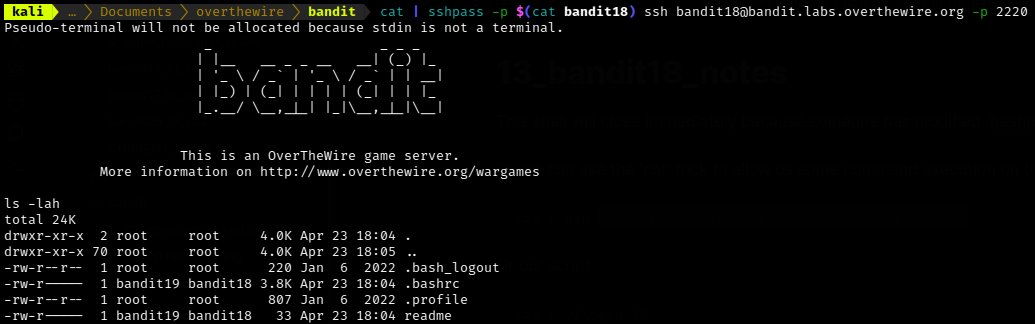 kali … Documents overthewire bandit cat | sshpass -p $(cat bandit18) ssh bandit18@bandit.labs.overthewire.org -p 2220
Pseudo-terminal will not be allocated because stdin is not a terminal.
bandit
This is an OverTheWire game server.
More information on http://www.overthewire.org/wargames
ls -lah
total 24K
drwxr-xr-x  2 root     root     4.0K Apr 23 18:04 .
drwxr-xr-x 70 root     root     4.0K Apr 23 18:05 ..
-rw-r--r--  1 root     root      220 Jan  6  2022 .bash_logout
-rw-r-----  1 bandit19 bandit18 3.8K Apr 23 18:04 .bashrc
-rw-r--r--  1 root     root      807 Jan  6  2022 .profile
-rw-r-----  1 bandit19 bandit18   33 Apr 23 18:04 readme
13_bandit18_notes